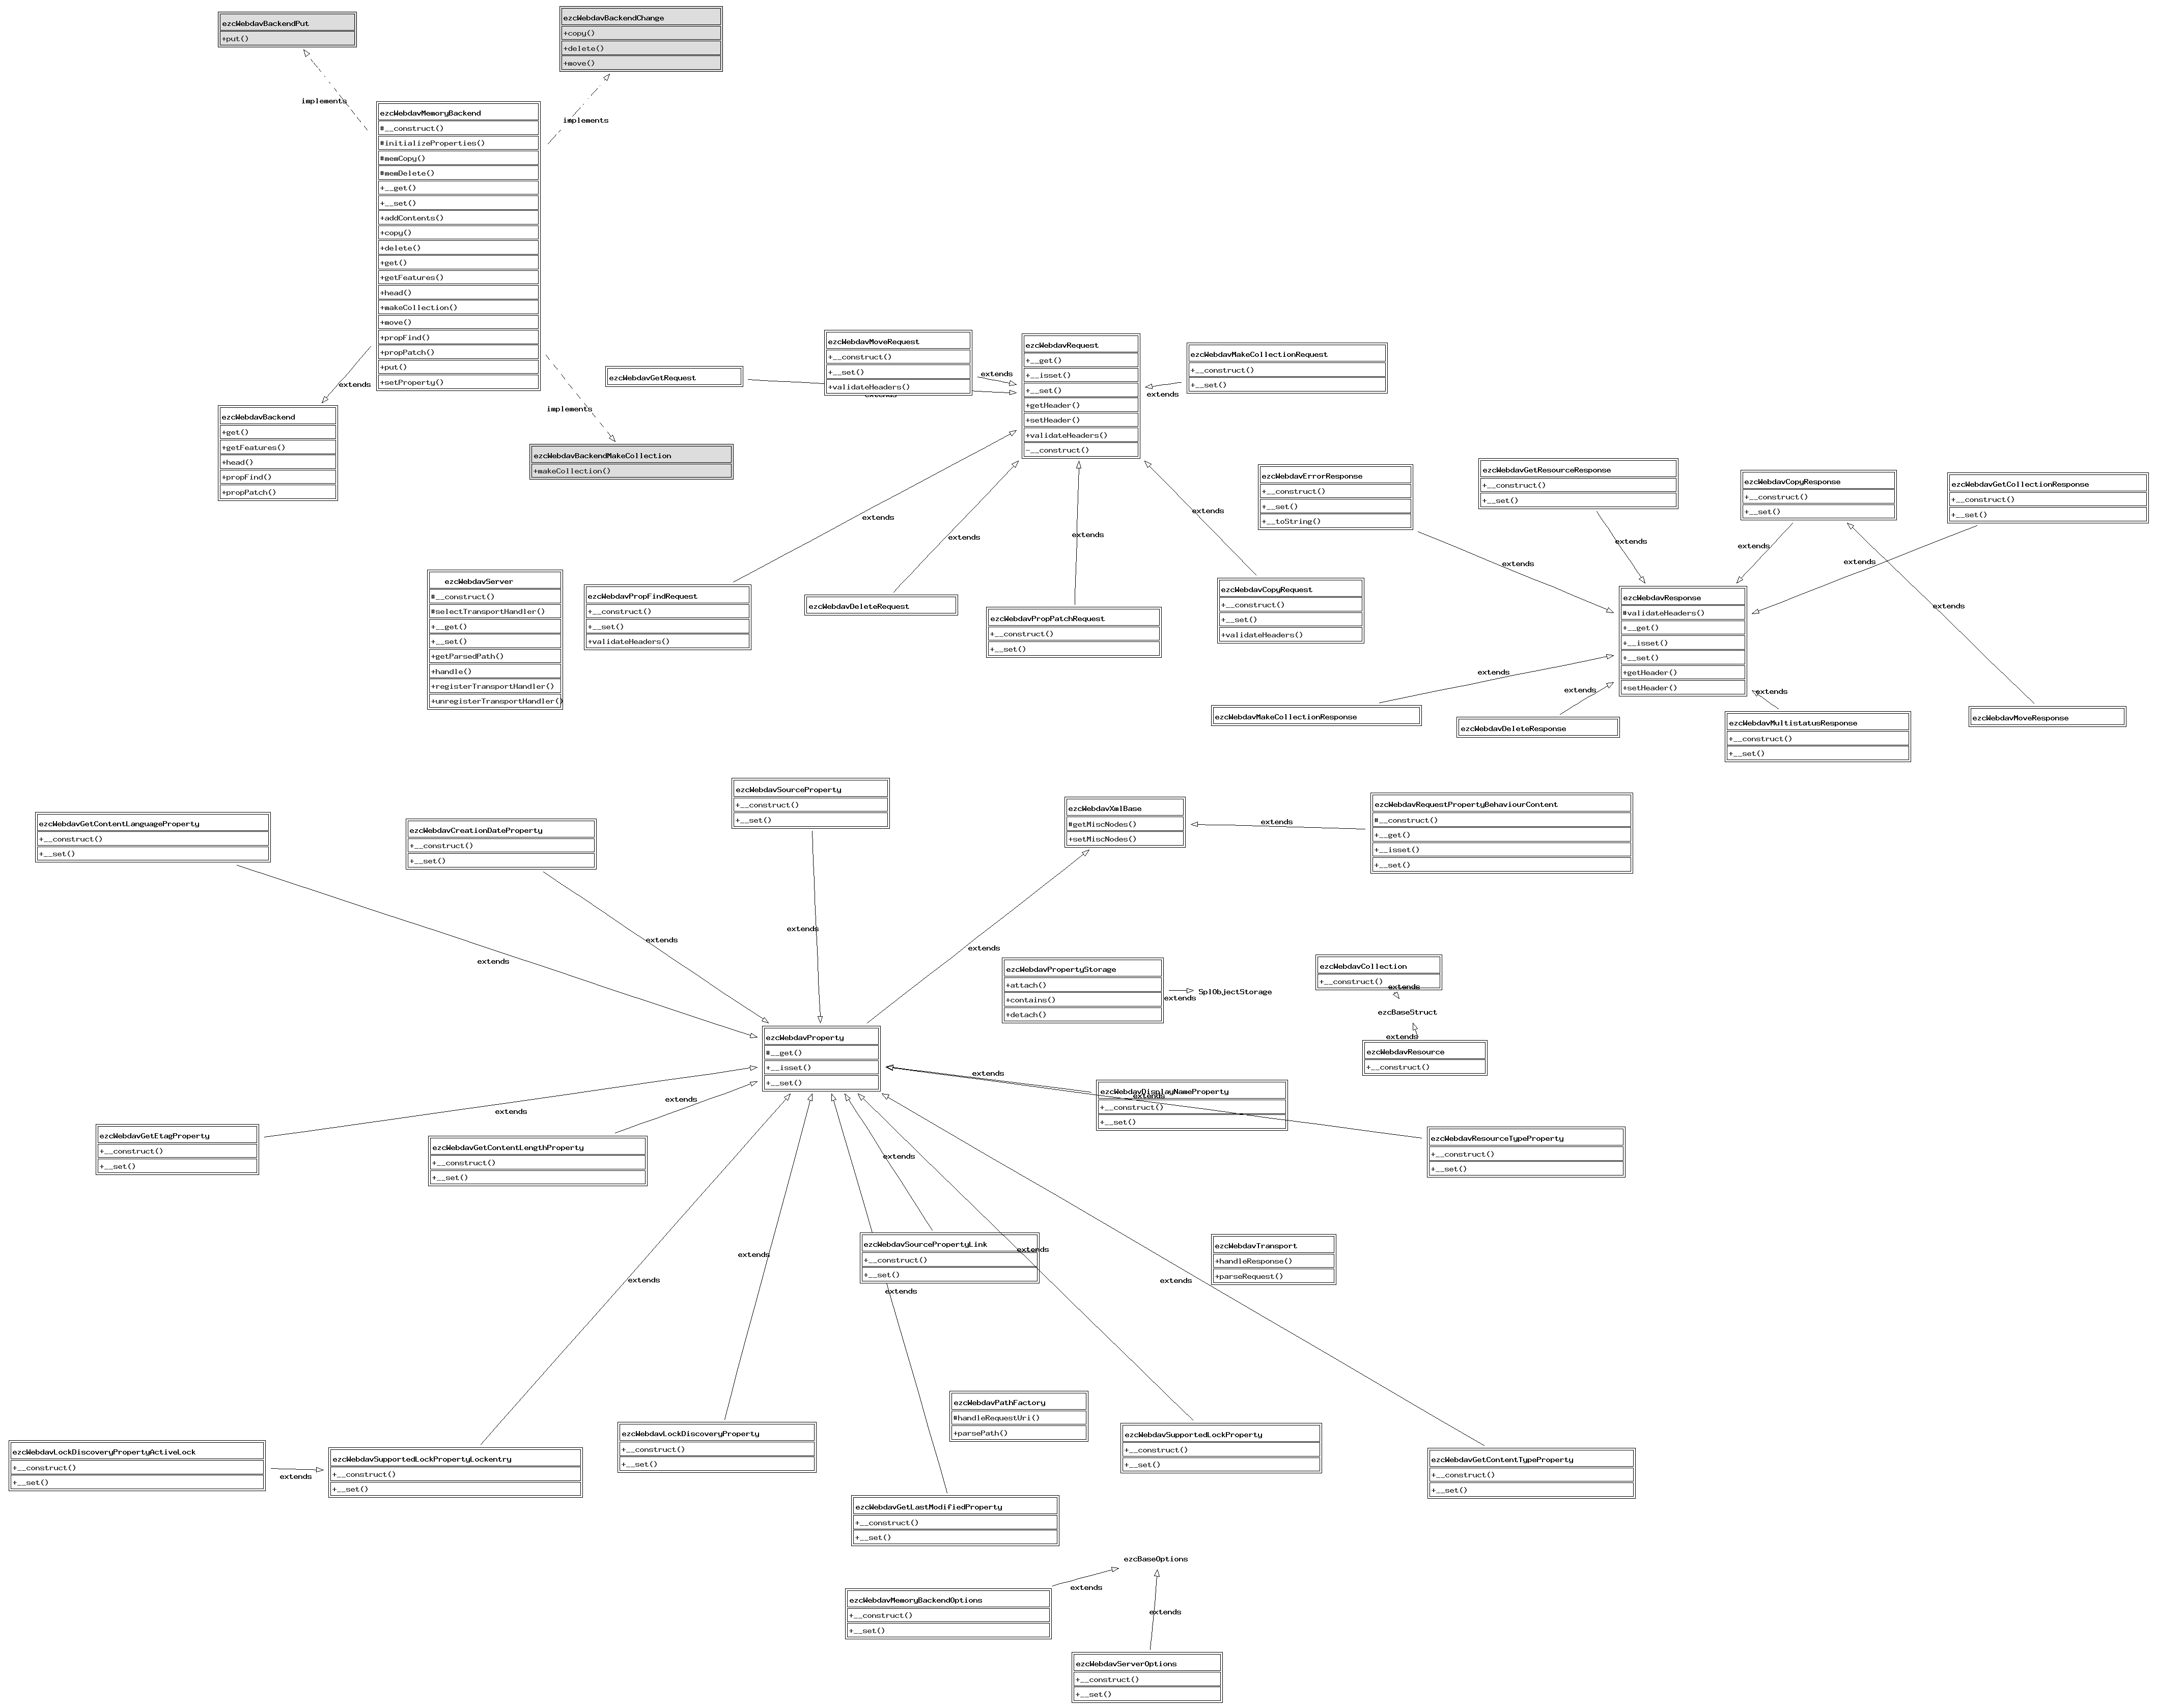 ezcWebdavBackendPut
+put()
ezcWebdavBackendChange
+copy()
+delete()
+move()
implements
implements
ezcWebdavMemoryBackend
#__construct()
#initializeProperties()
#memCopy()
#memDelete()
+__get()
+__set()
+addContents()
+copy()
+delete()
+get()
+getFeatures()
+head()
+makeCollection()
+move()
+propFind()
+propPatch()
+put()
+setProperty()
extends
implements
ezcWebdavBackend
+get()
+getFeatures()
+head()
+propFind()
+propPatch()
ezcWebdavBackendMakeCollection
+makeCollection()
ezcWebdavGetRequest
extends
ezcWebdavMoveRequest
+__construct()
+__set()
+validateHeaders()
extends
ezcWebdavRequest
+__get()
+__isset()
+__set()
+getHeader()
+setHeader()
+validateHeaders()
-__construct()
extends
ezcWebdavMakeCollectionRequest
+__construct()
+__set()
extends
extends
extends
extends
ezcWebdavServer
#__construct()
#selectTransportHandler()
+__get()
+__set()
+getParsedPath()
+handle()
+registerTransportHandler()
+unregisterTransportHandler()
ezcWebdavPropFindRequest
+__construct()
+__set()
+validateHeaders()
ezcWebdavDeleteRequest
ezcWebdavPropPatchRequest
+__construct()
+__set()
ezcWebdavCopyRequest
+__construct()
+__set()
+validateHeaders()
ezcWebdavErrorResponse
+__construct()
+__set()
+__toString()
ezcWebdavGetResourceResponse
+__construct()
+__set()
ezcWebdavCopyResponse
+__construct()
+__set()
ezcWebdavGetCollectionResponse
+__construct()
+__set()
extends
extends
extends
extends
extends
ezcWebdavResponse
#validateHeaders()
+__get()
+__isset()
+__set()
+getHeader()
+setHeader()
extends
extends
extends
ezcWebdavMakeCollectionResponse
ezcWebdavDeleteResponse
ezcWebdavMultistatusResponse
+__construct()
+__set()
ezcWebdavMoveResponse
ezcWebdavGetContentLanguageProperty
+__construct()
+__set()
ezcWebdavCreationDateProperty
+__construct()
+__set()
ezcWebdavSourceProperty
+__construct()
+__set()
ezcWebdavXmlBase
#getMiscNodes()
+setMiscNodes()
extends
ezcWebdavRequestPropertyBehaviourContent
#__construct()
+__get()
+__isset()
+__set()
extends
extends
extends
extends
ezcWebdavPropertyStorage
+attach()
+contains()
+detach()
extends
SplObjectStorage
ezcWebdavCollection
+__construct()
extends
ezcBaseStruct
extends
ezcWebdavResource
+__construct()
ezcWebdavProperty
#__get()
+__isset()
+__set()
extends
extends
extends
extends
ezcWebdavDisplayNameProperty
+__construct()
+__set()
ezcWebdavGetEtagProperty
+__construct()
+__set()
ezcWebdavGetContentLengthProperty
+__construct()
+__set()
ezcWebdavResourceTypeProperty
+__construct()
+__set()
extends
extends
extends
extends
extends
extends
ezcWebdavSourcePropertyLink
+__construct()
+__set()
ezcWebdavTransport
+handleResponse()
+parseRequest()
ezcWebdavPathFactory
#handleRequestUri()
+parsePath()
ezcWebdavLockDiscoveryPropertyActiveLock
+__construct()
+__set()
extends
ezcWebdavSupportedLockPropertyLockentry
+__construct()
+__set()
ezcWebdavLockDiscoveryProperty
+__construct()
+__set()
ezcWebdavSupportedLockProperty
+__construct()
+__set()
ezcWebdavGetContentTypeProperty
+__construct()
+__set()
ezcWebdavGetLastModifiedProperty
+__construct()
+__set()
ezcBaseOptions
extends
extends
ezcWebdavMemoryBackendOptions
+__construct()
+__set()
ezcWebdavServerOptions
+__construct()
+__set()